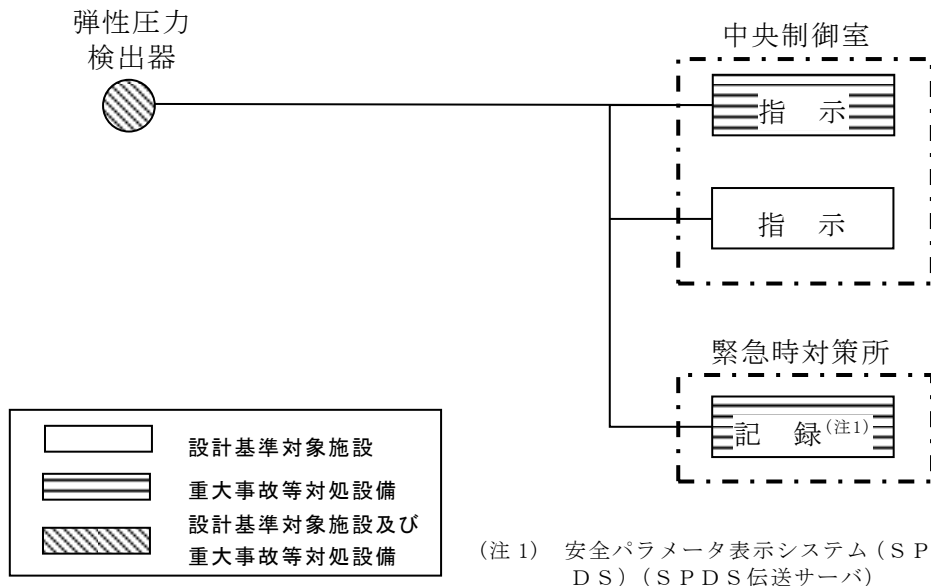 弾性圧力
検出器
中央制御室
指　示
指　示
緊急時対策所
記　録(注1)
設計基準対象施設
重大事故等対処設備
設計基準対象施設及び
重大事故等対処設備
(注 1)　安全パラメータ表示システム（ＳＰ
ＤＳ）（ＳＰＤＳ伝送サーバ）